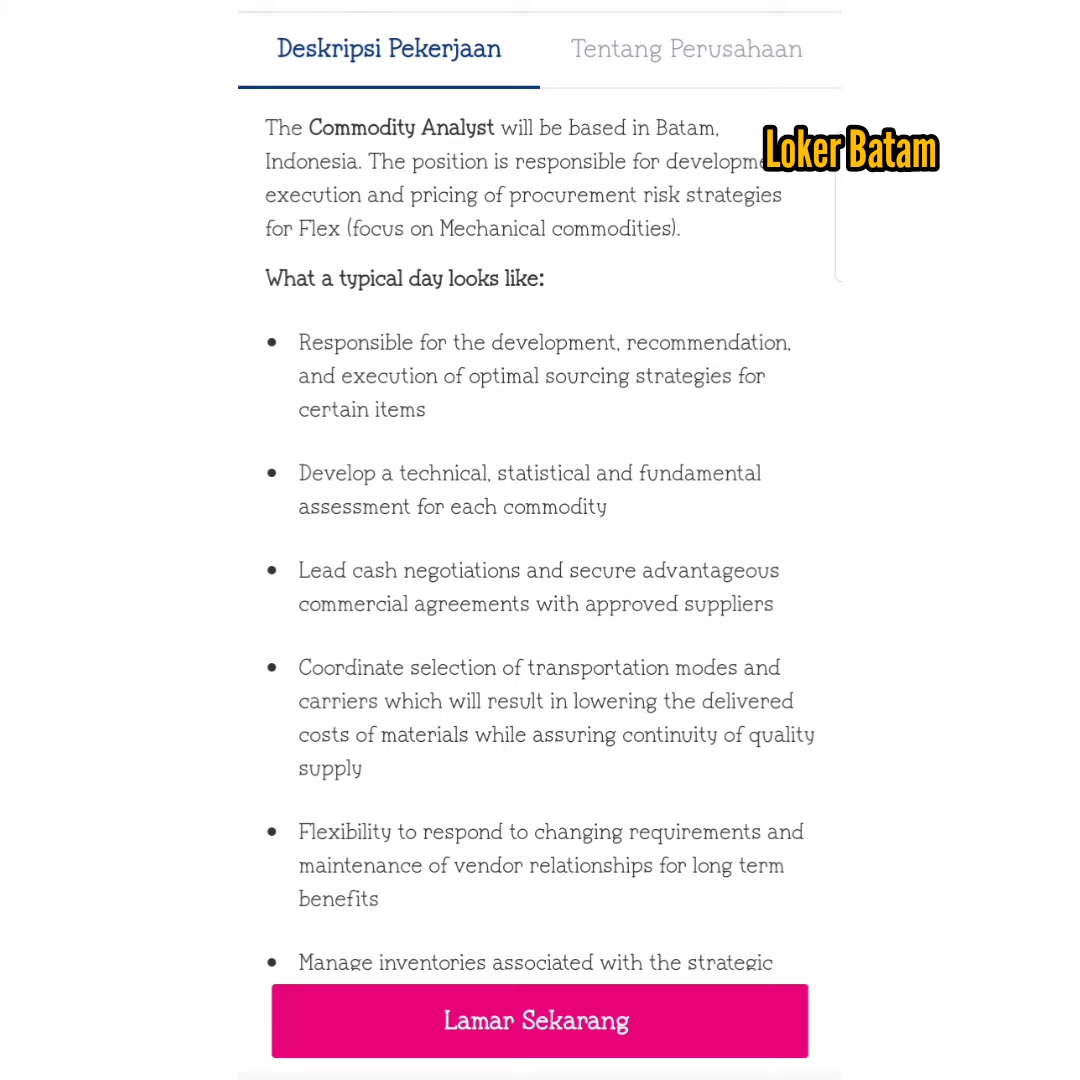 Deskripsi Pekerjaan
Tentang Perusahaan
The Commodity Analyst will be based in Batam,
Loker Batam
Indonesia. The position is responsible for developme
execution and pricing of procurement risk strategies
for Flex (focus on Mechanical commodities).
What a typical day looks like:
• Responsible for the development, recommendation,
and execution of optimal sourcing strategies for
certain items
• Develop a technical, statistical and fundamental
assessment for each commodity
• Lead cash negotiations and secure advantageous
commercial agreements with approved suppliers
• Coordinate selection of transportation modes and
carriers which will result in lowering the delivered
costs of materials while assuring continuity of quality
supply
• Flexibility to respond to changing requirements and
maintenance of vendor relationships for long term
benefits
• Manage inventories associated with the strategic
Lamar Sekarang